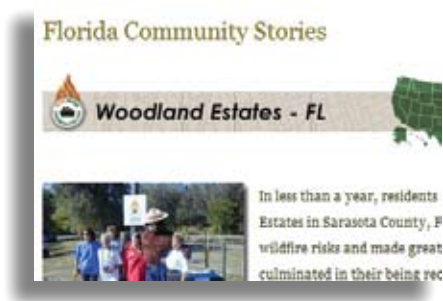 Florida Community Stories
Woodland Estates - FL
In less than a year, residents
Estates in Sarasota County, F
wildfire risks and made great
culminated in their being rec